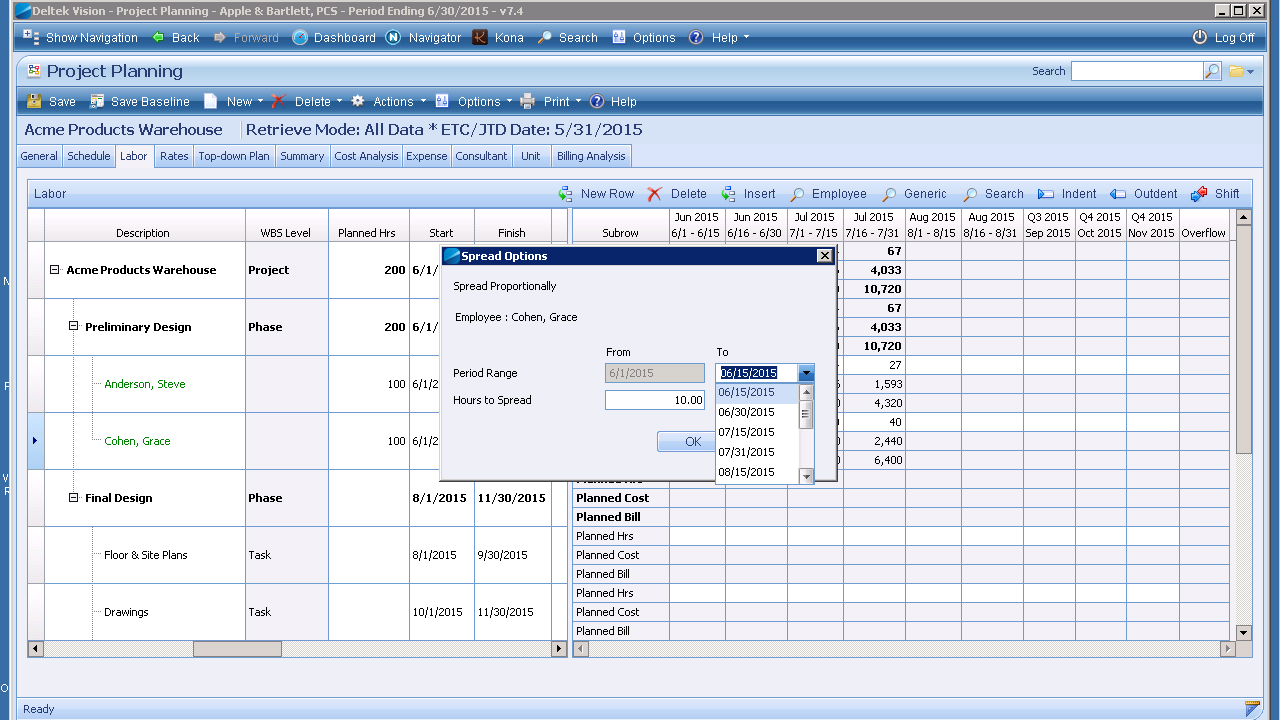 Deltek Vision - Project Planning - Apple & Bartlett, PCS - Period Ending 6/30/2015 - v7.4
Show Navigation Back Forward Dashboard Navigator Kona Search Options Help Log Off
Project Planning Search
Save Save Baseline New Delete Actions Options Print Help
Acme Products Warehouse Retrieve Mode: All Data * ETC/JTD Date: 5/31/2015
General Schedule Labor Rates Top-down Plan Summary Cost Analysis Expense Consultant Unit Billing Analysis
Labor New Row Delete Insert Employee Generic Search Indent Outdent Shift
Jun 2015 Jun 2015 Jul 2015 Jul 2015 Aug 2015 Aug 2015 Q3 2015 Q4 2015 Q4 2015
Description WBS Level Planned Hrs Start Finish Subrow 6/1 - 6/15 6/16 - 6/30 7/1 - 7/15 7/16 - 7/31 8/1 - 8/15 8/16 - 8/31 Sep 2015 Oct 2015 Nov 2015 Overflow
67
Acme Products Warehouse Project 200 6/1/ 4,033
10,720
67
Preliminary Design Phase 200 6/1/ 4,033
10,720
27
Anderson, Steve 100 6/1/2 1,593
4,320
40
Cohen, Grace 100 6/1/2 2,440
6,400
Spread Options
Spread Proportionally
Employee : Cohen, Grace
From To
Period Range 6/1/2015 06/15/2015
Hours to Spread 10.00
OK
06/15/2015
06/30/2015
07/15/2015
07/31/2015
08/15/2015
Planned Hrs
Final Design Phase 8/1/2015 11/30/2015 Planned Cost
Planned Bill
Planned Hrs
Floor & Site Plans Task 8/1/2015 9/30/2015 Planned Cost
Planned Bill
Planned Hrs
Drawings Task 10/1/2015 11/30/2015 Planned Cost
Planned Bill
Ready